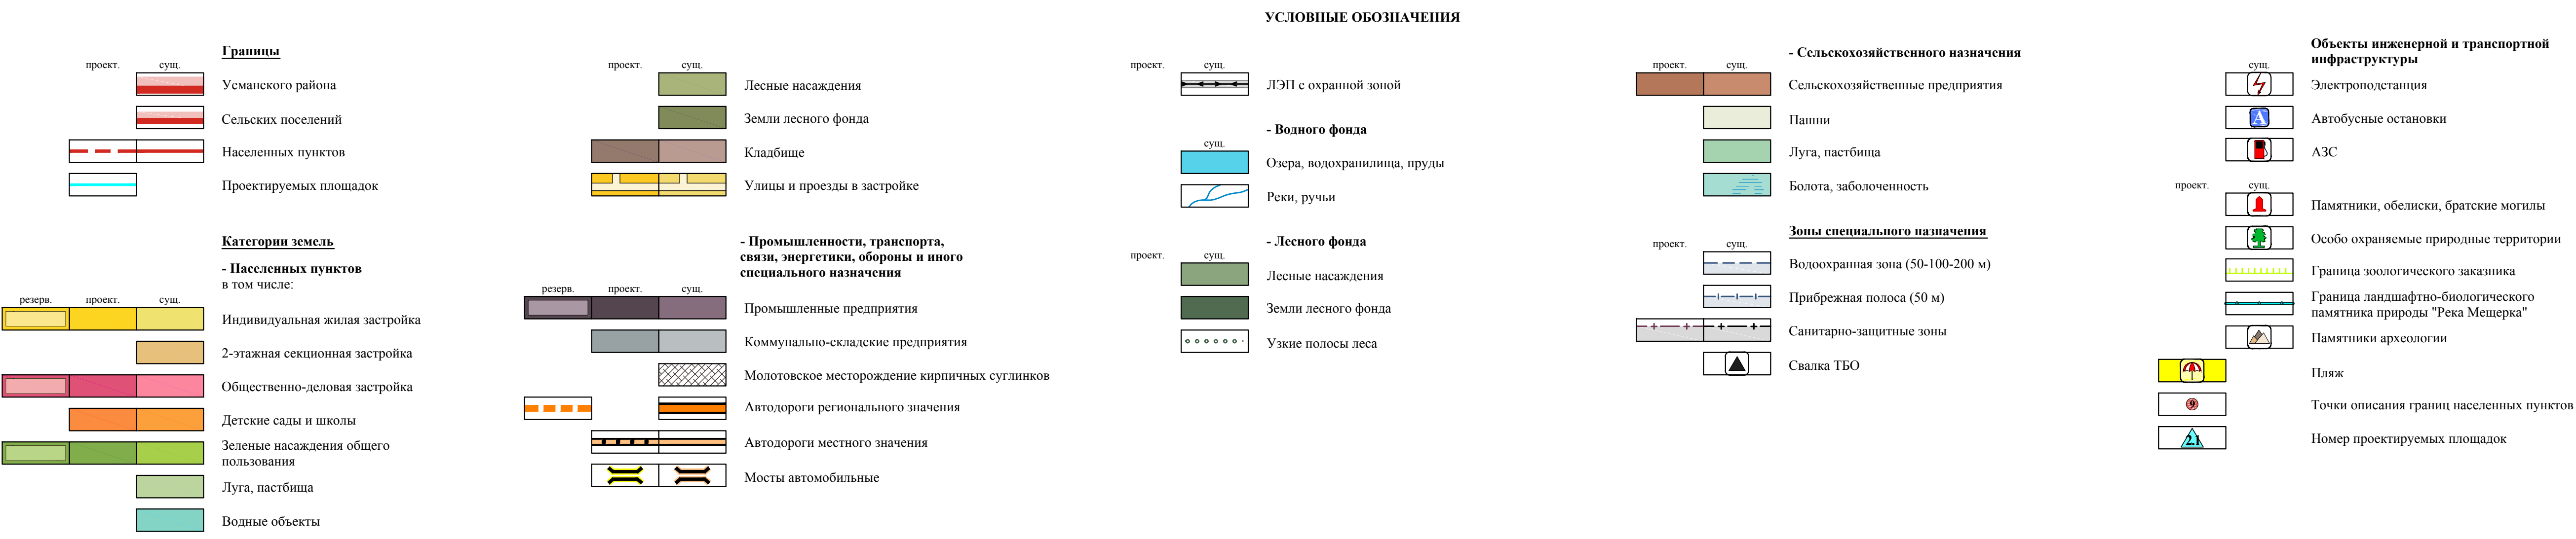 УСЛОВНЫЕ ОБОЗНАЧЕНИЯ
Границы
проект. сущ.
Усманского района
Сельских поселений
Населенных пунктов
Проектируемых площадок
Категории земель
- Населенных пунктов
в том числе:
резерв. проект. сущ.
Индивидуальная жилая застройка
2-этажная секционная застройка
Общественно-деловая застройка
Детские сады и школы
Зеленые насаждения общего
пользования
Луга, пастбища
Водные объекты
проект. сущ.
Лесные насаждения
Земли лесного фонда
Кладбище
Улицы и проезды в застройке
- Промышленности, транспорта,
связи, энергетики, обороны и иного
специального назначения
резерв. проект. сущ.
Промышленные предприятия
Коммунально-складские предприятия
Молотовское месторождение кирпичных суглинков
Автодороги регионального значения
Автодороги местного значения
Мосты автомобильные
проект. сущ.
ЛЭП с охранной зоной
- Водного фонда
сущ.
Озера, водохранилища, пруды
Реки, ручьи
- Лесного фонда
проект. сущ.
Лесные насаждения
Земли лесного фонда
Узкие полосы леса
- Сельскохозяйственного назначения
проект. сущ.
Сельскохозяйственные предприятия
Пашни
Луга, пастбища
Болота, заболоченность
Зоны специального назначения
проект. сущ.
Водоохранная зона (50-100-200 м)
Прибрежная полоса (50 м)
Санитарно-защитные зоны
Свалка ТБО
Объекты инженерной и транспортной
инфраструктуры
сущ.
Электроподстанция
А Автобусные остановки
АЗС
проект. сущ.
Памятники, обелиски, братские могилы
Особо охраняемые природные территории
Граница зоологического заказника
Граница ландшафтно-биологического
памятника природы "Река Мещерка"
Памятники археологии
Пляж
9 Точки описания границ населенных пунктов
2.1 Номер проектируемых площадок